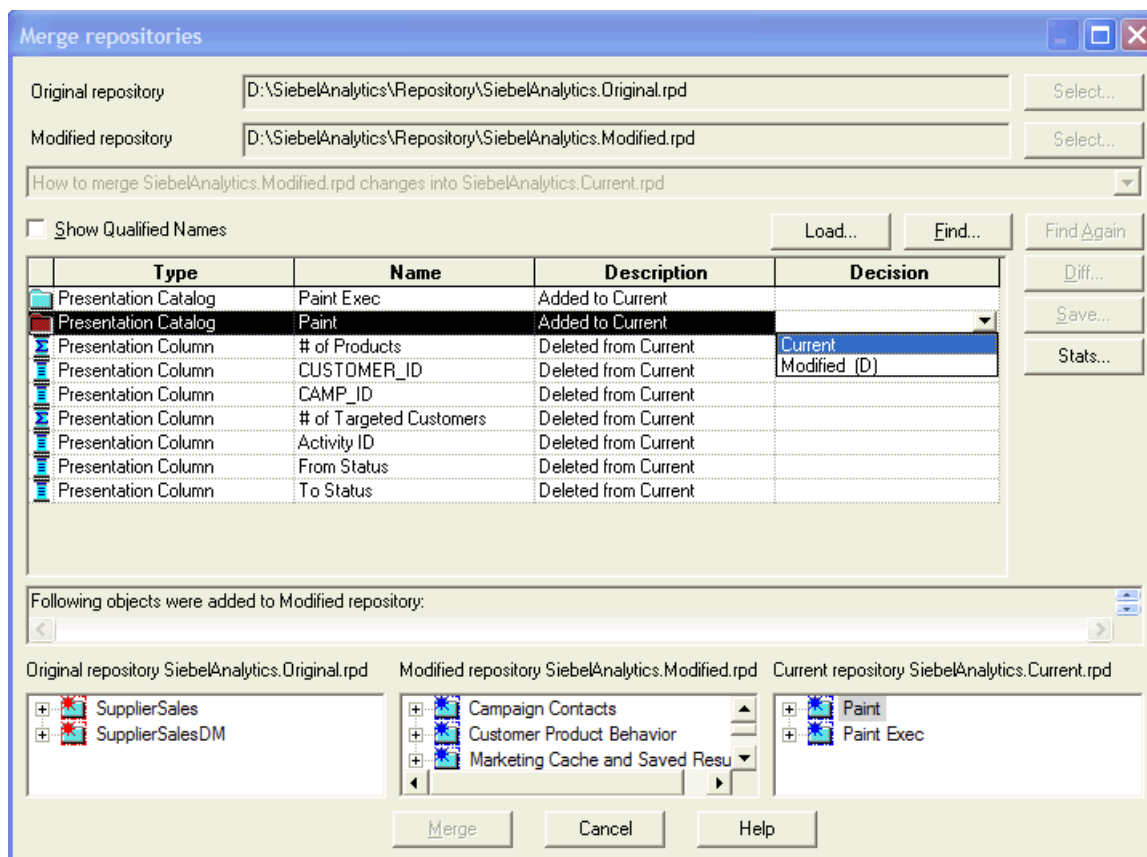 Merge repositories
Original repository D:\SiebelAnalytics\Repository\SiebelAnalytics.Original.rpd Select...
Modified repository D:\SiebelAnalytics\Repository\SiebelAnalytics.Modified.rpd Select...
How to merge SiebelAnalytics.Modified.rpd changes into SiebelAnalytics.Current.rpd
Show Qualified Names Load... Find... Find Again
Type Name Description Decision Diff...
Presentation Catalog Paint Exec Added to Current
Presentation Catalog Paint Added to Current Save...
Presentation Column # of Products Deleted from Current Current
Presentation Column CUSTOMER_ID Deleted from Current Modified (D) Stats...
Presentation Column CAMP_ID Deleted from Current
Presentation Column # of Targeted Customers Deleted from Current
Presentation Column Activity ID Deleted from Current
Presentation Column From Status Deleted from Current
Presentation Column To Status Deleted from Current
Following objects were added to Modified repository:
Original repository SiebelAnalytics.Original.rpd Modified repository SiebelAnalytics.Modified.rpd Current repository SiebelAnalytics.Current.rpd
SupplierSales Campaign Contacts Paint
SupplierSalesDM Customer Product Behavior Paint Exec
Marketing Cache and Saved Resu
Merge Cancel Help